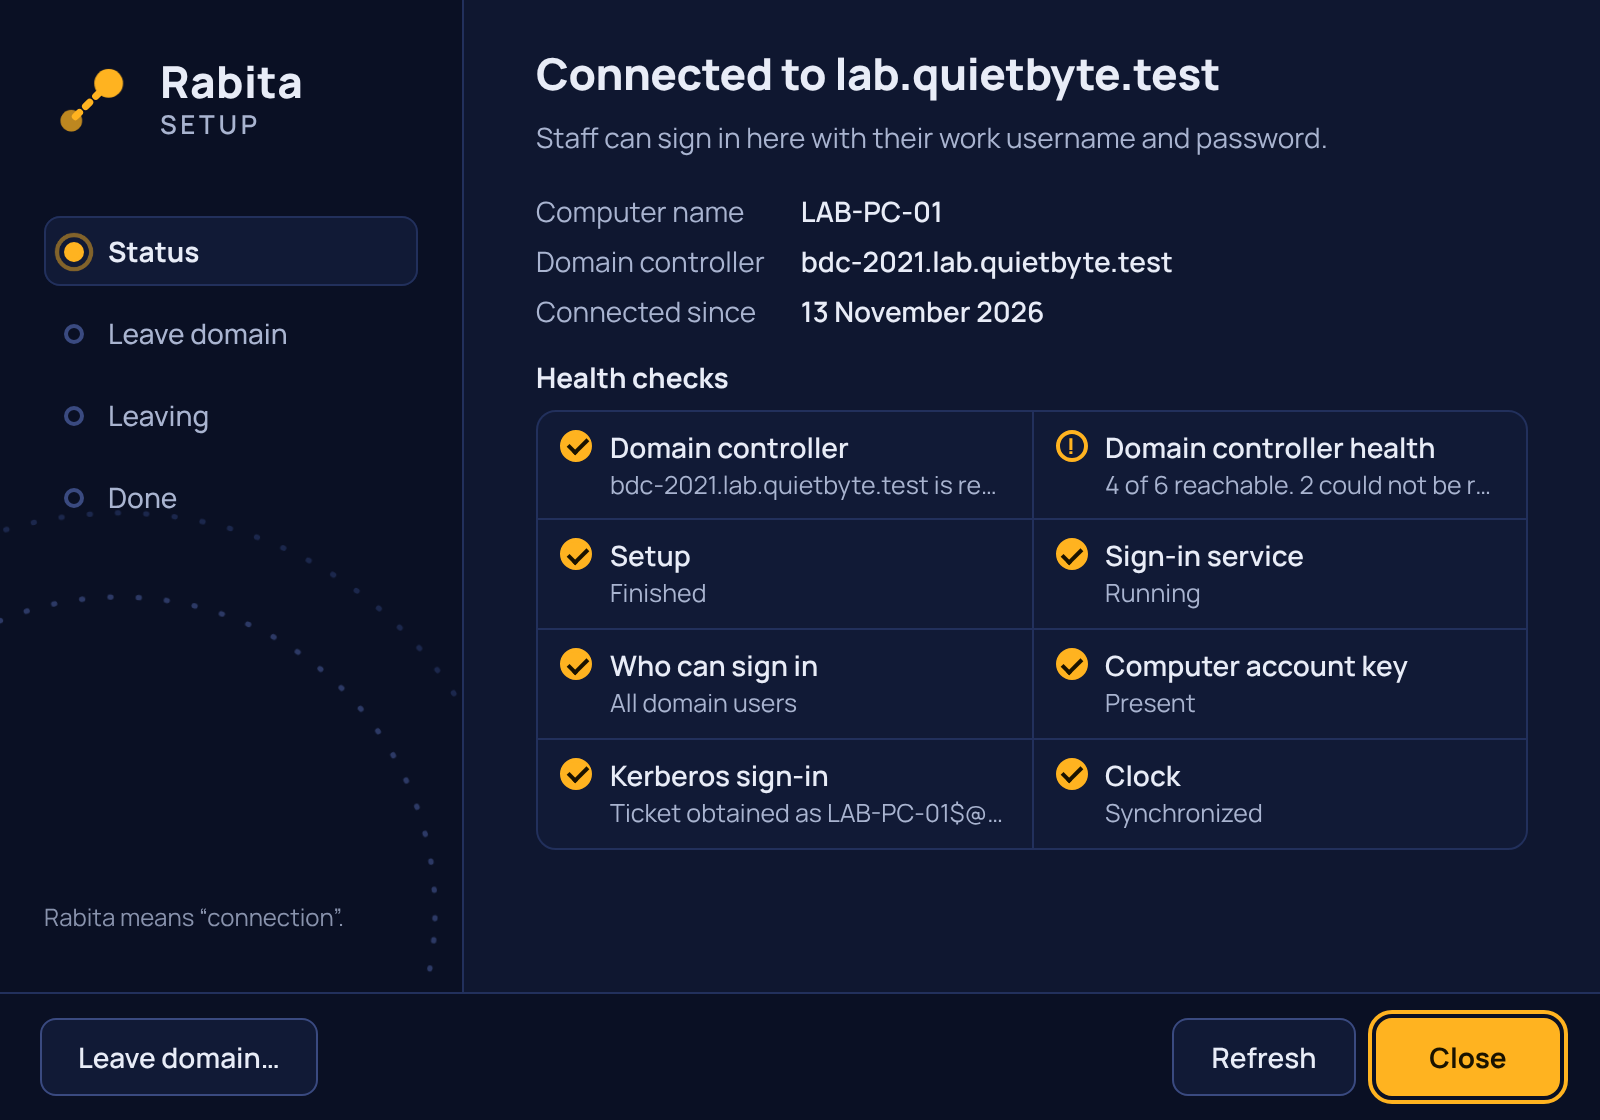 Rabita
SETUP
Status
Leave domain
Leaving
Done
Rabita means “connection”.
Connected to lab.quietbyte.test
Staff can sign in here with their work username and password.
Computer name LAB-PC-01
Domain controller bdc-2021.lab.quietbyte.test
Connected since 13 November 2026
Health checks
Domain controller
bdc-2021.lab.quietbyte.test is re…
Domain controller health
4 of 6 reachable. 2 could not be r…
Setup
Finished
Sign-in service
Running
Who can sign in
All domain users
Computer account key
Present
Kerberos sign-in
Ticket obtained as LAB-PC-01$@…
Clock
Synchronized
Leave domain…
Refresh
Close